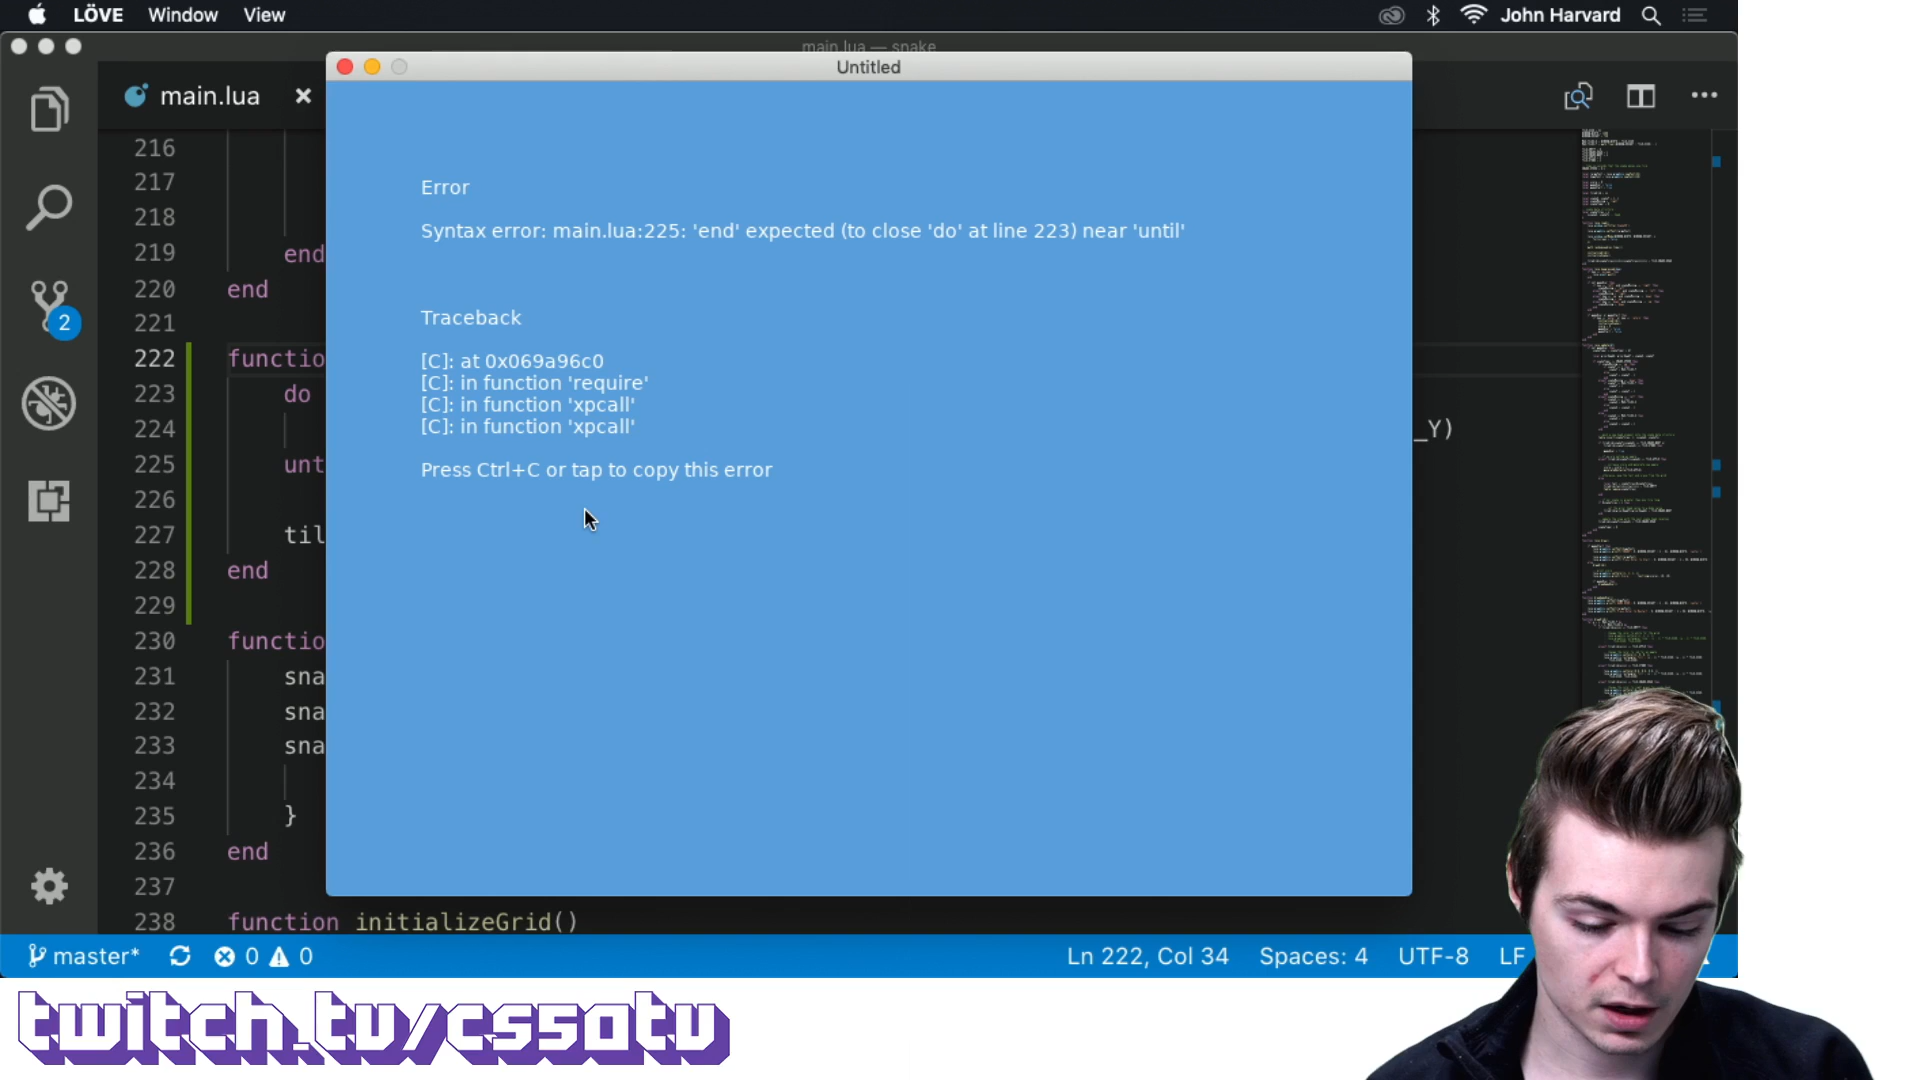 LÖVE Window View John Harvard
main.lua — snake
Untitled
main.lua
216
217
218
219 end
220 end
221
222 functio
223 do
224 _Y)
225 unt
226
227 til
228 end
229
230 functio
231 sna
232 sna
233 sna
234
235 }
236 end
237
238 function initializeGrid()
Error
Syntax error: main.lua:225: 'end' expected (to close 'do' at line 223) near 'until'
Traceback
[C]: at 0x069a96c0
[C]: in function 'require'
[C]: in function 'xpcall'
[C]: in function 'xpcall'
Press Ctrl+C or tap to copy this error
2
master* 0 0 Ln 222, Col 34 Spaces: 4 UTF-8 LF
twitch.tv/cs50tv